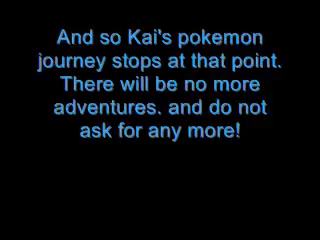 And so Kai's pokemon
journey stops at that point.
There will be no more
adventures. and do not
ask for any more!